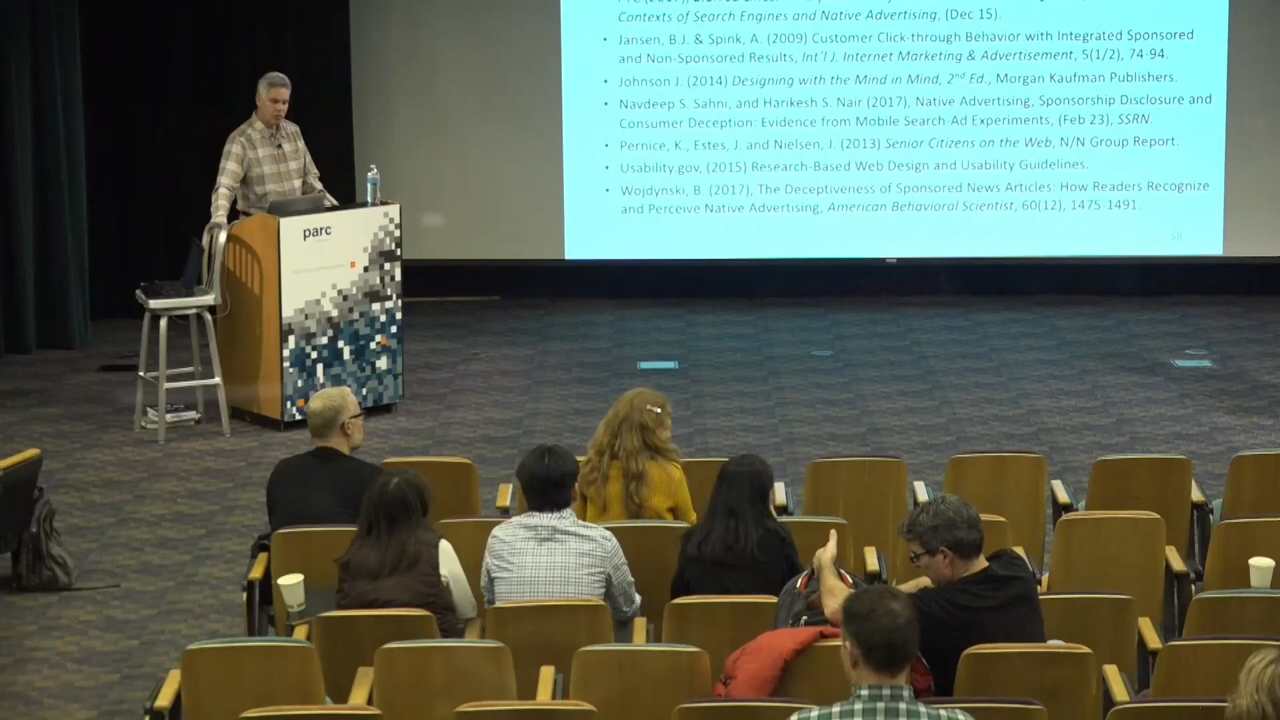 Contexts of Search Engines and Native Advertising, (Dec 15).
• Jansen, B.J. & Spink, A. (2009) Customer Click-through Behavior with Integrated Sponsored
and Non-Sponsored Results, Int'l J. Internet Marketing & Advertisement, 5(1/2), 74-94.
• Johnson J. (2014) Designing with the Mind in Mind, 2nd Ed., Morgan Kaufman Publishers.
• Navdeep S. Sahni, and Harikesh S. Nair (2017), Native Advertising, Sponsorship Disclosure and
Consumer Deception: Evidence from Mobile Search Ad Experiments, (Feb 23), SSRN.
• Pernice, K., Estes, J. and Nielsen, J. (2013) Senior Citizens on the Web, N/N Group Report.
• Usability.gov, (2015) Research-Based Web Design and Usability Guidelines.
• Wojdynski, B. (2017), The Deceptiveness of Sponsored News Articles: How Readers Recognize
and Perceive Native Advertising, American Behavioral Scientist, 60(12), 1475-1491.
58
parc